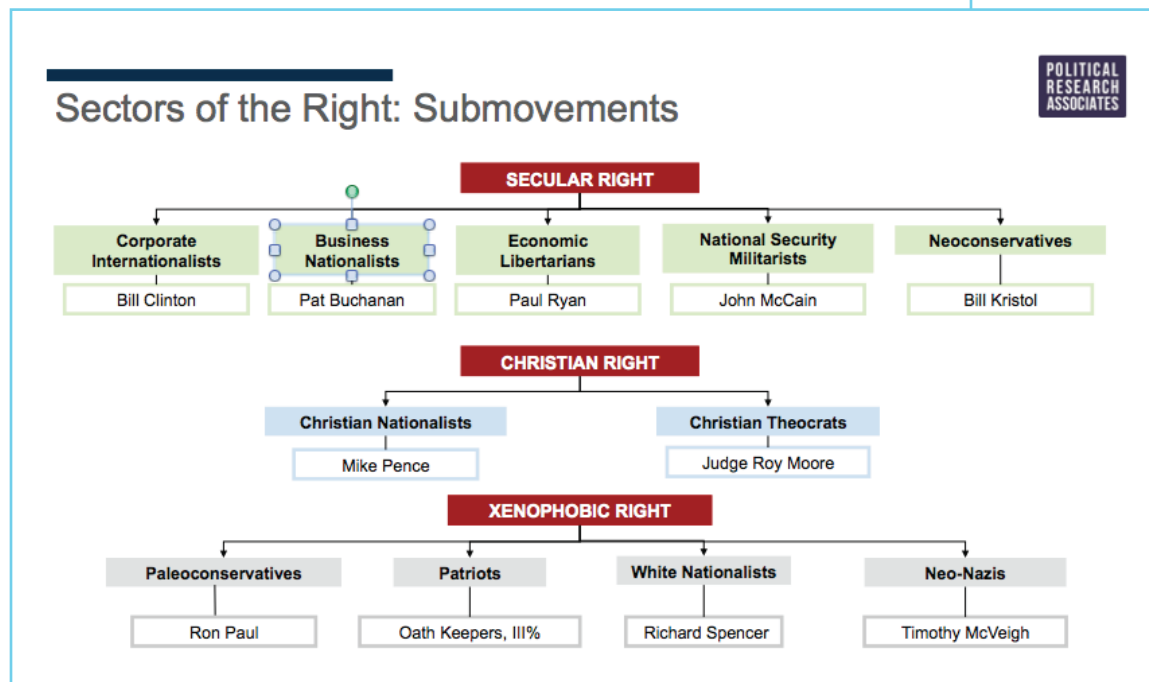 POLITICAL
RESEARCH
ASSOCIATES
Sectors of the Right: Submovements
SECULAR RIGHT
Corporate
Internationalists
Business
Nationalists
Economic
Libertarians
National Security
Militarists
Neoconservatives
Bill Clinton
Pat Buchanan
Paul Ryan
John McCain
Bill Kristol
CHRISTIAN RIGHT
Christian Nationalists
Christian Theocrats
Mike Pence
Judge Roy Moore
XENOPHOBIC RIGHT
Paleoconservatives
Patriots
White Nationalists
Neo-Nazis
Ron Paul
Oath Keepers, III%
Richard Spencer
Timothy McVeigh